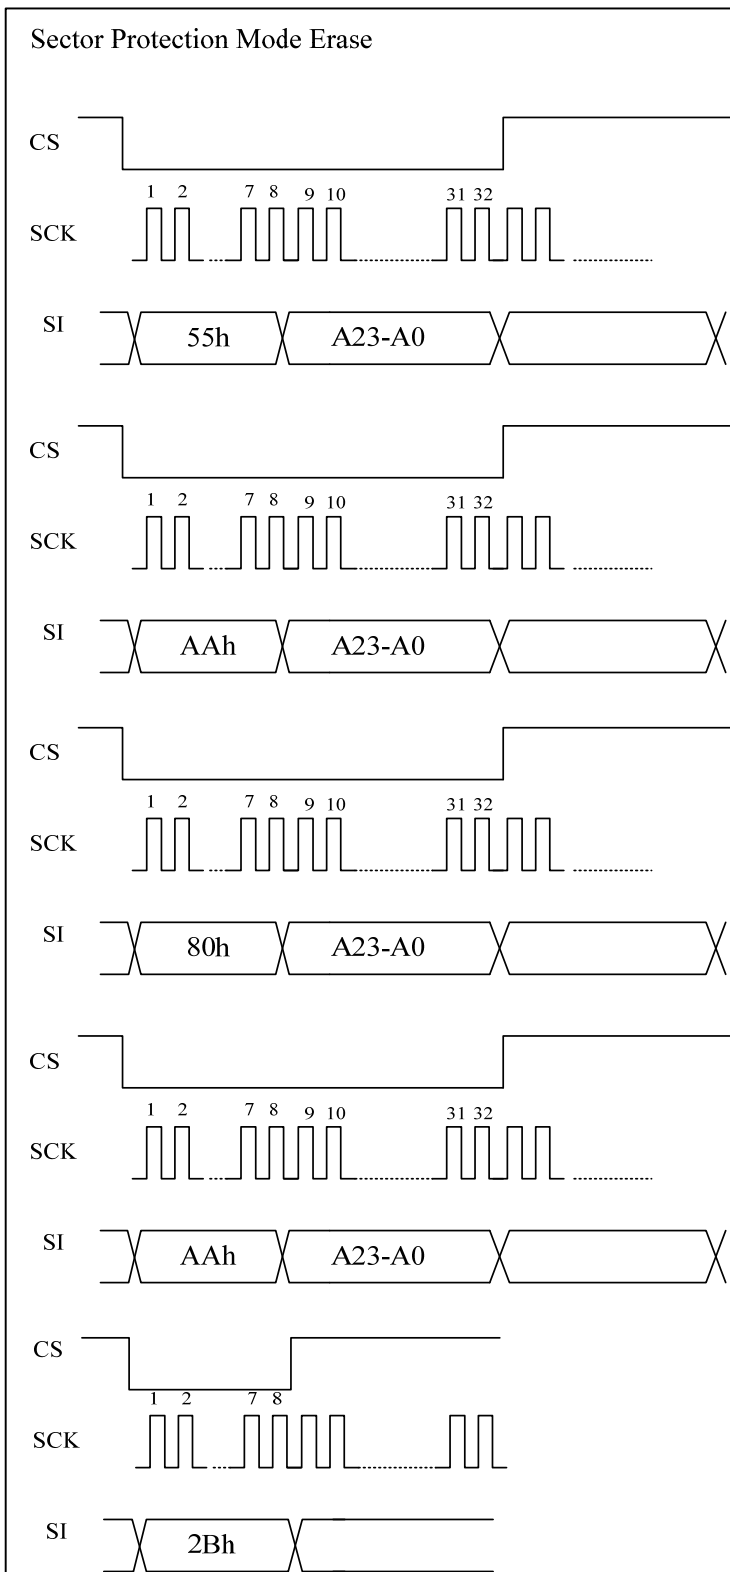 Sector Protection Mode Erase
CS
1 2 7 8 9 10 31 32
SCK
SI 55h A23-A0
CS
1 2 7 8 9 10 31 32
SCK
SI AAh A23-A0
CS
1 2 7 8 9 10 31 32
SCK
SI 80h A23-A0
CS
1 2 7 8 9 10 31 32
SCK
SI AAh A23-A0
CS
1 2 7 8
SCK
SI 2Bh